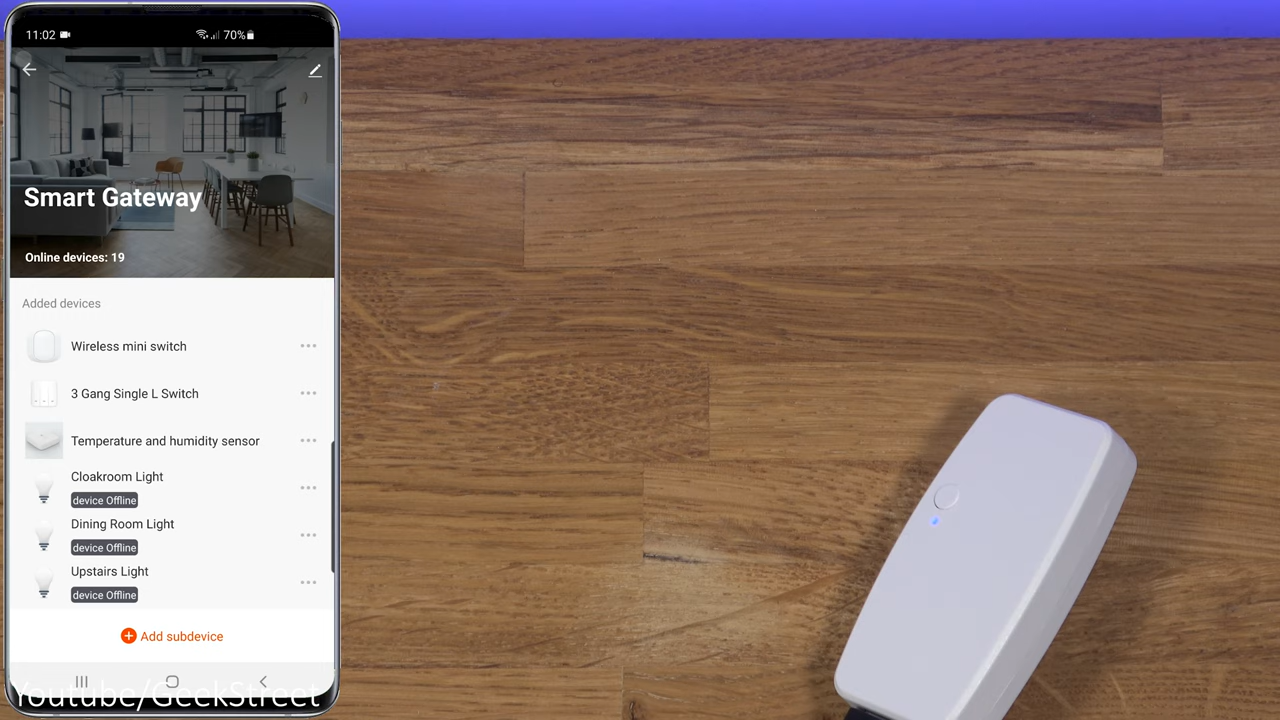 11:02
70%
Smart Gateway
Online devices: 19
Added devices
Wireless mini switch
3 Gang Single L Switch
Temperature and humidity sensor
Cloakroom Light
device Offline
Dining Room Light
device Offline
Upstairs Light
device Offline
Add subdevice
Youtube/GeekStreet